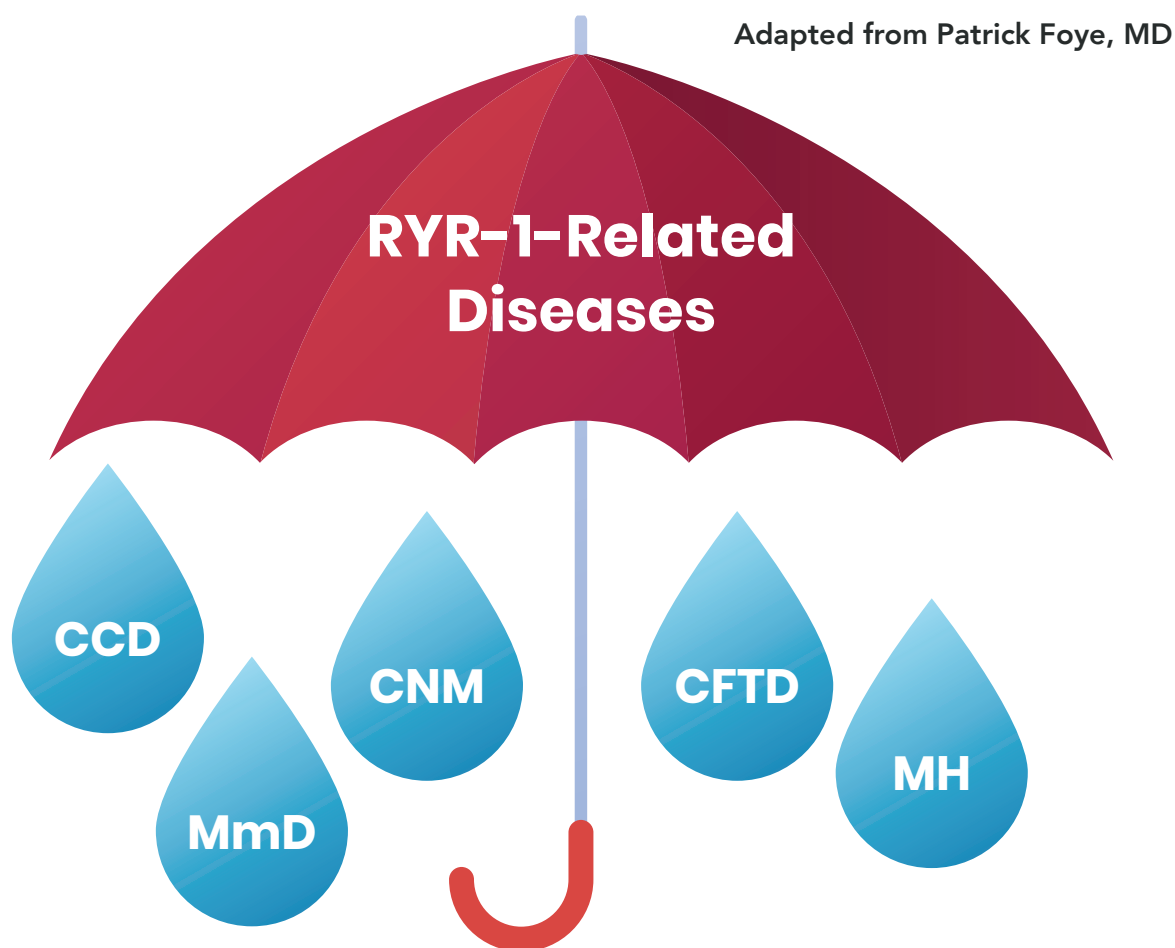 Adapted from Patrick Foye, MD
RYR-1-Related
Diseases
CCD
CNM
CFTD
MH
MmD